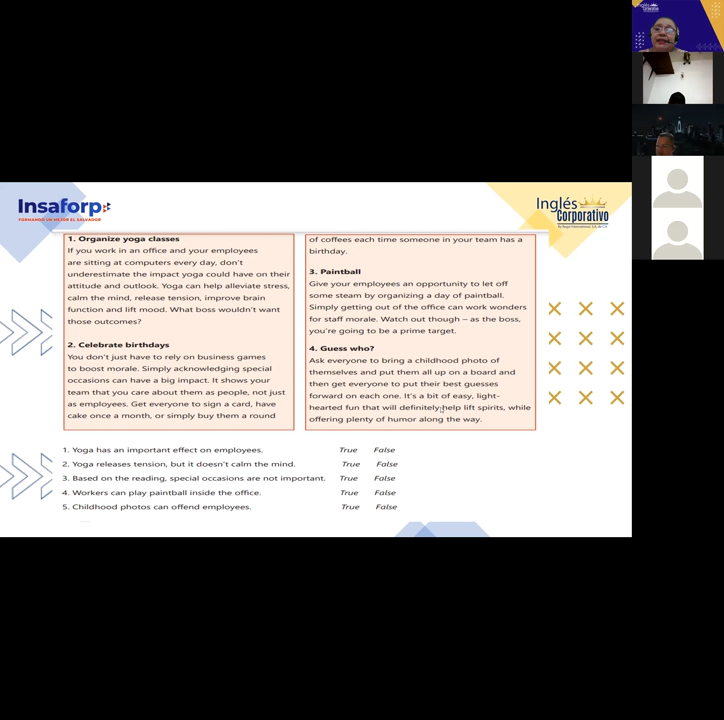 Insaforp
FORMANDO UN MEJOR EL SALVADOR
Inglés
Corporativo
1. Organize yoga classes
If you work in an office and your employees
are sitting at computers every day, don't
underestimate the impact yoga could have on their
attitude and outlook. Yoga can help alleviate stress,
calm the mind, release tension, improve brain
function and lift mood. What boss wouldn't want
those outcomes?
2. Celebrate birthdays
You don't just have to rely on business games
to boost morale. Simply acknowledging special
occasions can have a big impact. It shows your
team that you care about them as people, not just
as employees. Get everyone to sign a card, have
cake once a month, or simply buy them a round
of coffees each time someone in your team has a
birthday.
3. Paintball
Give your employees an opportunity to let off
some steam by organizing a day of paintball.
Simply getting out of the office can work wonders
for staff morale. Watch out though – as the boss,
you're going to be a prime target.
4. Guess who?
Ask everyone to bring a childhood photo of
themselves and put them all up on a board and
then get everyone to put their best guesses
forward on each one. It's a bit of easy, light-
hearted fun that will definitely help lift spirits, while
offering plenty of humor along the way.
1. Yoga has an important effect on employees. True False
2. Yoga releases tension, but it doesn't calm the mind. True False
3. Based on the reading, special occasions are not important. True False
4. Workers can play paintball inside the office. True False
5. Childhood photos can offend employees. True False